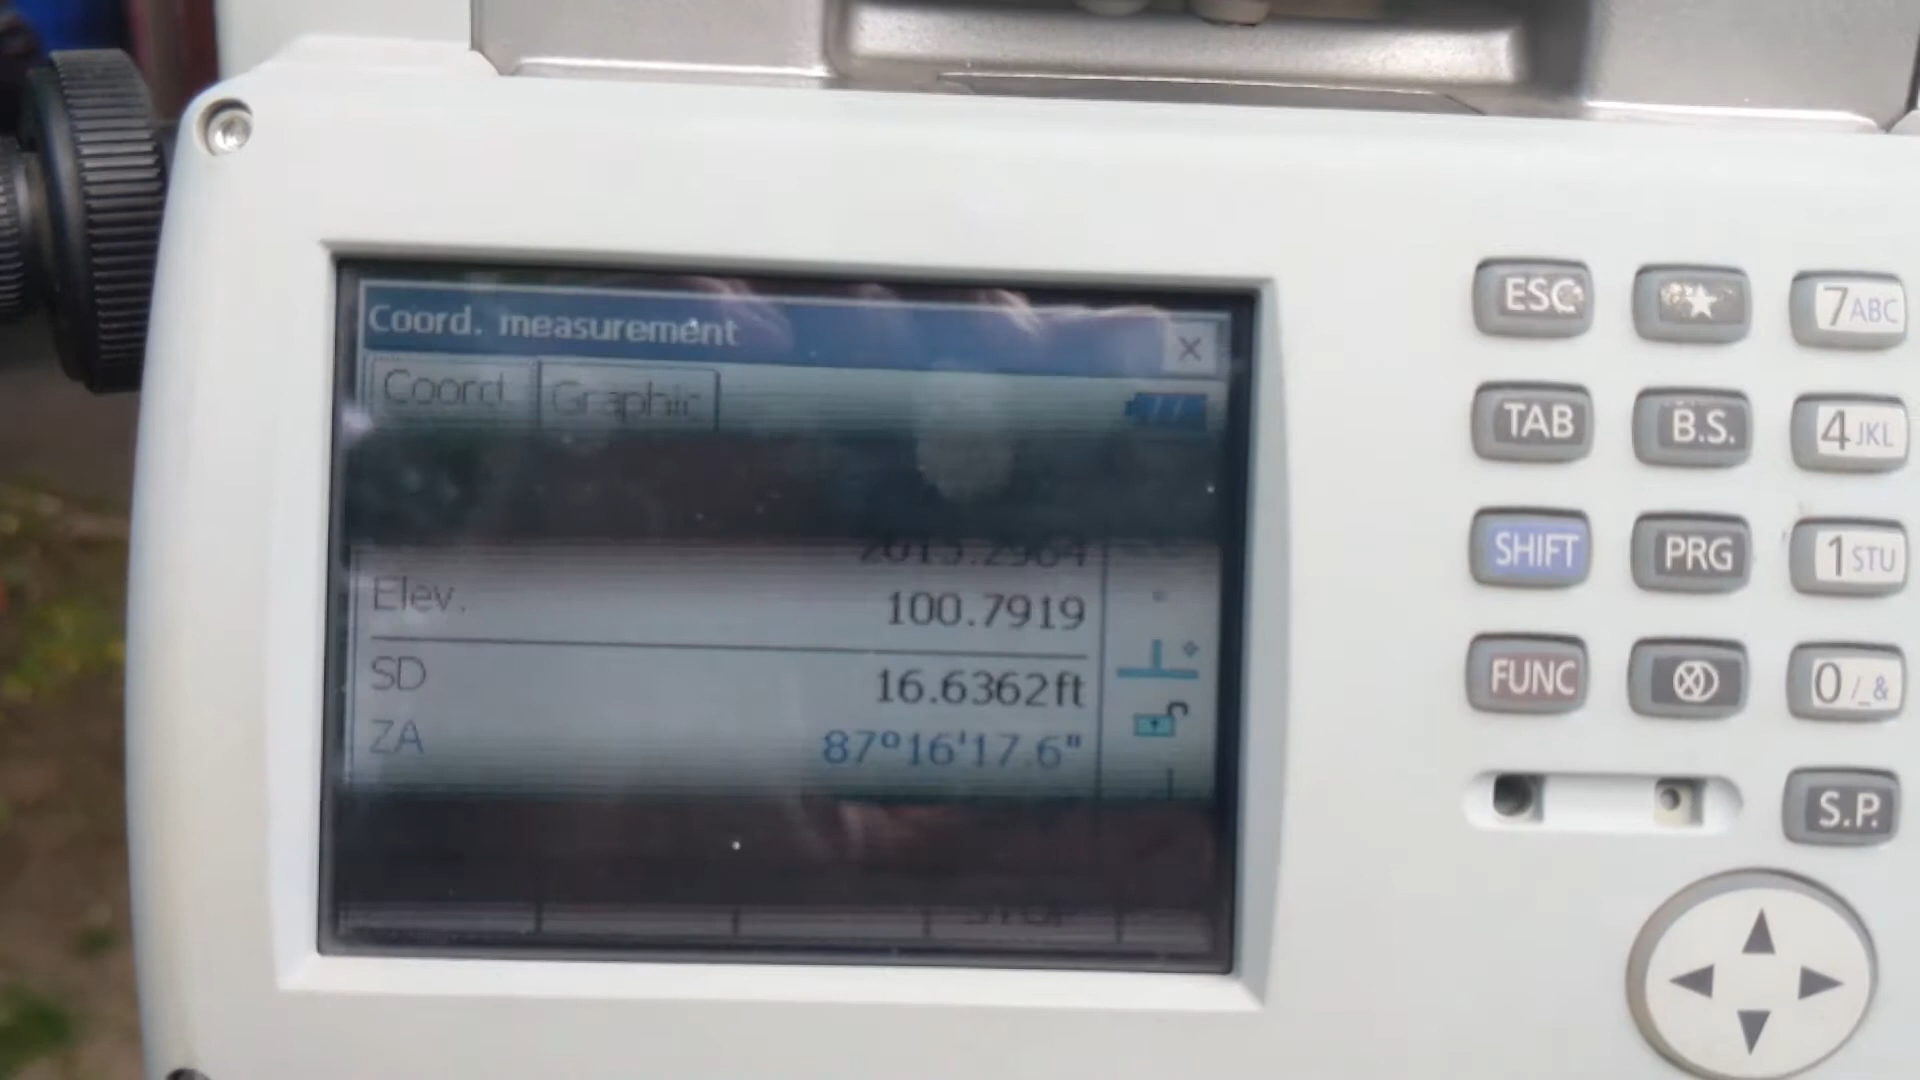 Coord. measurement
Coord. Graphic
Elev. 100.7919
SD 16.6362ft
ZA 87°16'17.6"
ESC ★ 7ABC
TAB B.S. 4JKL
SHIFT PRG 1STU
FUNC 0/_&
S.P.